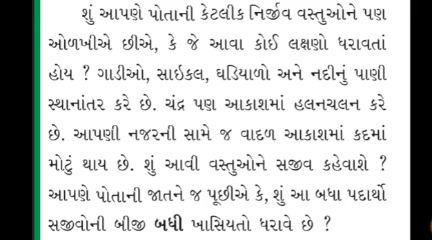 શું આપણે પોતાની કેટલીક નિર્જીવ વસ્તુઓને પણ
ઓળખીએ છીએ, કે જે આવા કોઈ લક્ષણો ધરાવતાં
હોય ? ગાડીઓ, સાઇકલ, ઘડિયાળો અને નદીનું પાણી
સ્થાનાંતર કરે છે. ચંદ્ર પણ આકાશમાં હલનચલન કરે
છે. આપણી નજરની સામે જ વાદળ આકાશમાં કદમાં
મોટું થાય છે. શું આવી વસ્તુઓને સજીવ કહેવાશે ?
આપણે પોતાની જાતને જ પૂછીએ કે, શું આ બધા પદાર્થો
સજીવોની બીજી બધી ખાસિયતો ધરાવે છે ?